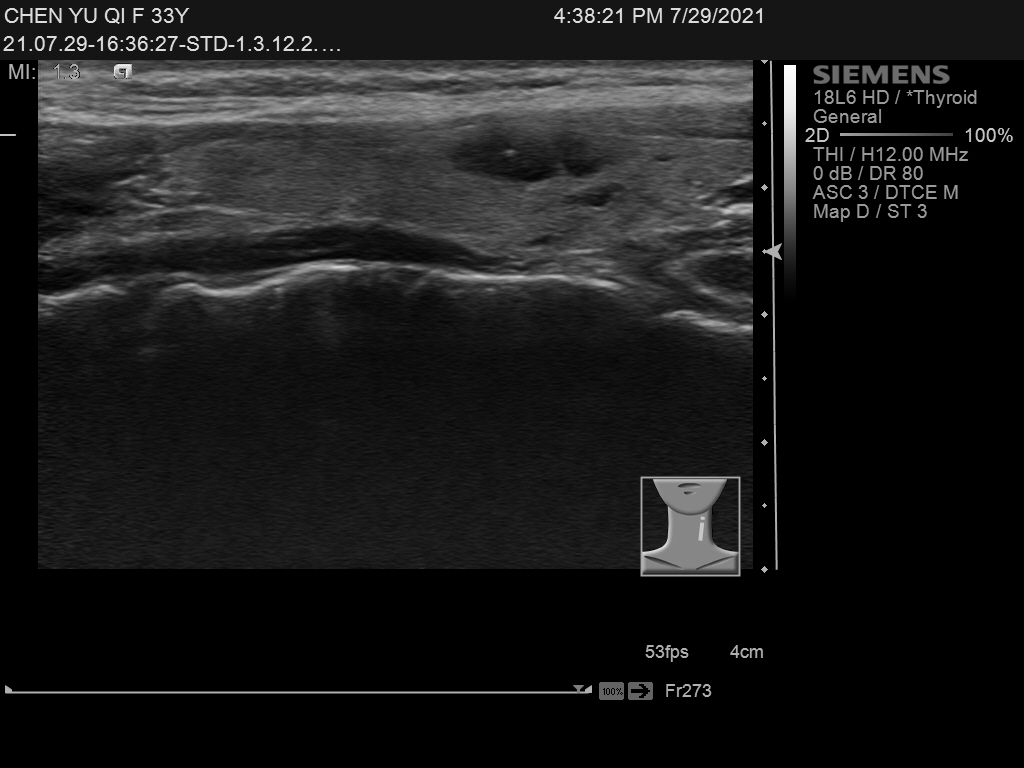 CHEN YU QI F 33Y
4:38:21 PM 7/29/2021
21.07.29-16:36:27-STD-1.3.12.2....
MI: 1.3
SIEMENS
18L6 HD / *Thyroid
General
2D 100%
THI / H12.00 MHz
0 dB / DR 80
ASC 3 / DTCE M
Map D / ST 3
53fps 4cm
100% Fr273